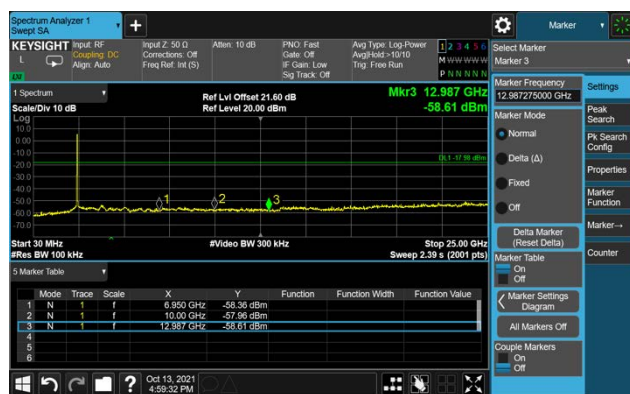 Spectrum Analyzer 1
Swept SA
Marker
KEYSIGHT
L
Input: RF
Coupling: DC
Align: Auto
Input Z: 50 Ω
Corrections: Off
Freq Ref: Int (S)
Atten: 10 dB
PNO: Fast
Gate: Off
IF Gain: Low
Sig Track: Off
Avg Type: Log-Power
Avg|Hold:>10/10
Trig: Free Run
1 2 3 4 5 6
M W W W W W
P N N N N N
Select Marker
Marker 3
1 Spectrum
Scale/Div 10 dB
Ref Lvl Offset 21.60 dB
Ref Level 20.00 dBm
Mkr3 12.987 GHz
-58.61 dBm
Log
10.0
0.00
-10.0
-20.0
-30.0
-40.0
-50.0
-60.0
-70.0
DL1 -17.98 dBm
1
2
3
Start 30 MHz
#Res BW 100 kHz
#Video BW 300 kHz
Stop 25.00 GHz
Sweep 2.39 s (2001 pts)
5 Marker Table
Mode Trace Scale X Y Function Function Width Function Value
1 N 1 f 6.950 GHz -58.36 dBm
2 N 1 f 10.00 GHz -57.96 dBm
3 N 1 f 12.987 GHz -58.61 dBm
4
5
6
Marker Frequency
12.987275000 GHz
Marker Mode
Normal
Delta (Δ)
Fixed
Off
Delta Marker
(Reset Delta)
Marker Table
On
Off
Marker Settings
Diagram
All Markers Off
Couple Markers
On
Off
Settings
Peak
Search
Pk Search
Config
Properties
Marker
Function
Marker→
Counter
?
Oct 13, 2021
4:59:32 PM